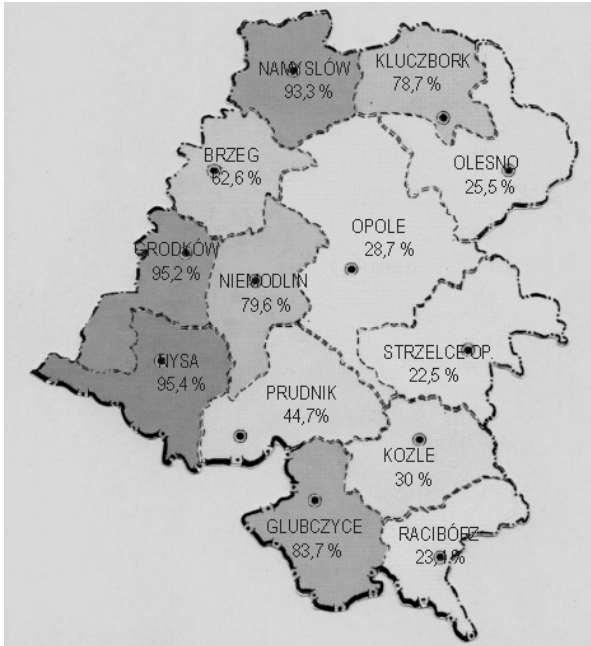 NAMYSLÓW
93,3 %
KLUCZBORK
78,7 %
BRZEG
62,6 %
OLESNO
25,5 %
OPOLE
28,7 %
GRODKÓW
95,2 %
NIEMODLIN
79,6 %
NYSA
95,4 %
STRZELCE OP.
22,5 %
PRUDNIK
44,7%
KOZLE
30 %
GLUBCZYCE
83,7 %
RACIBÓRZ